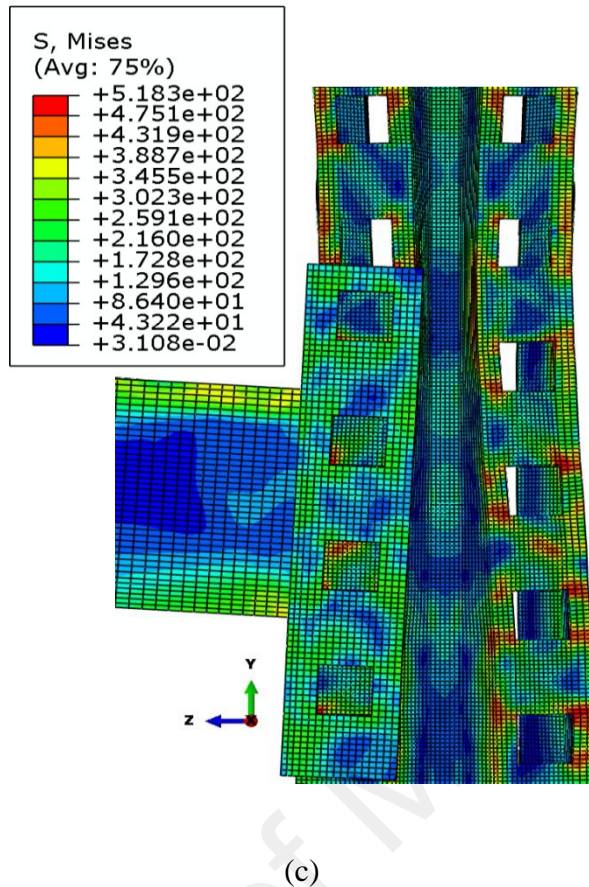 S, Mises
(Avg: 75%)
+5.183e+02
+4.751e+02
+4.319e+02
+3.887e+02
+3.455e+02
+3.023e+02
+2.591e+02
+2.160e+02
+1.728e+02
+1.296e+02
+8.640e+01
+4.322e+01
+3.108e-02
Y
Z
X
of M
(c)